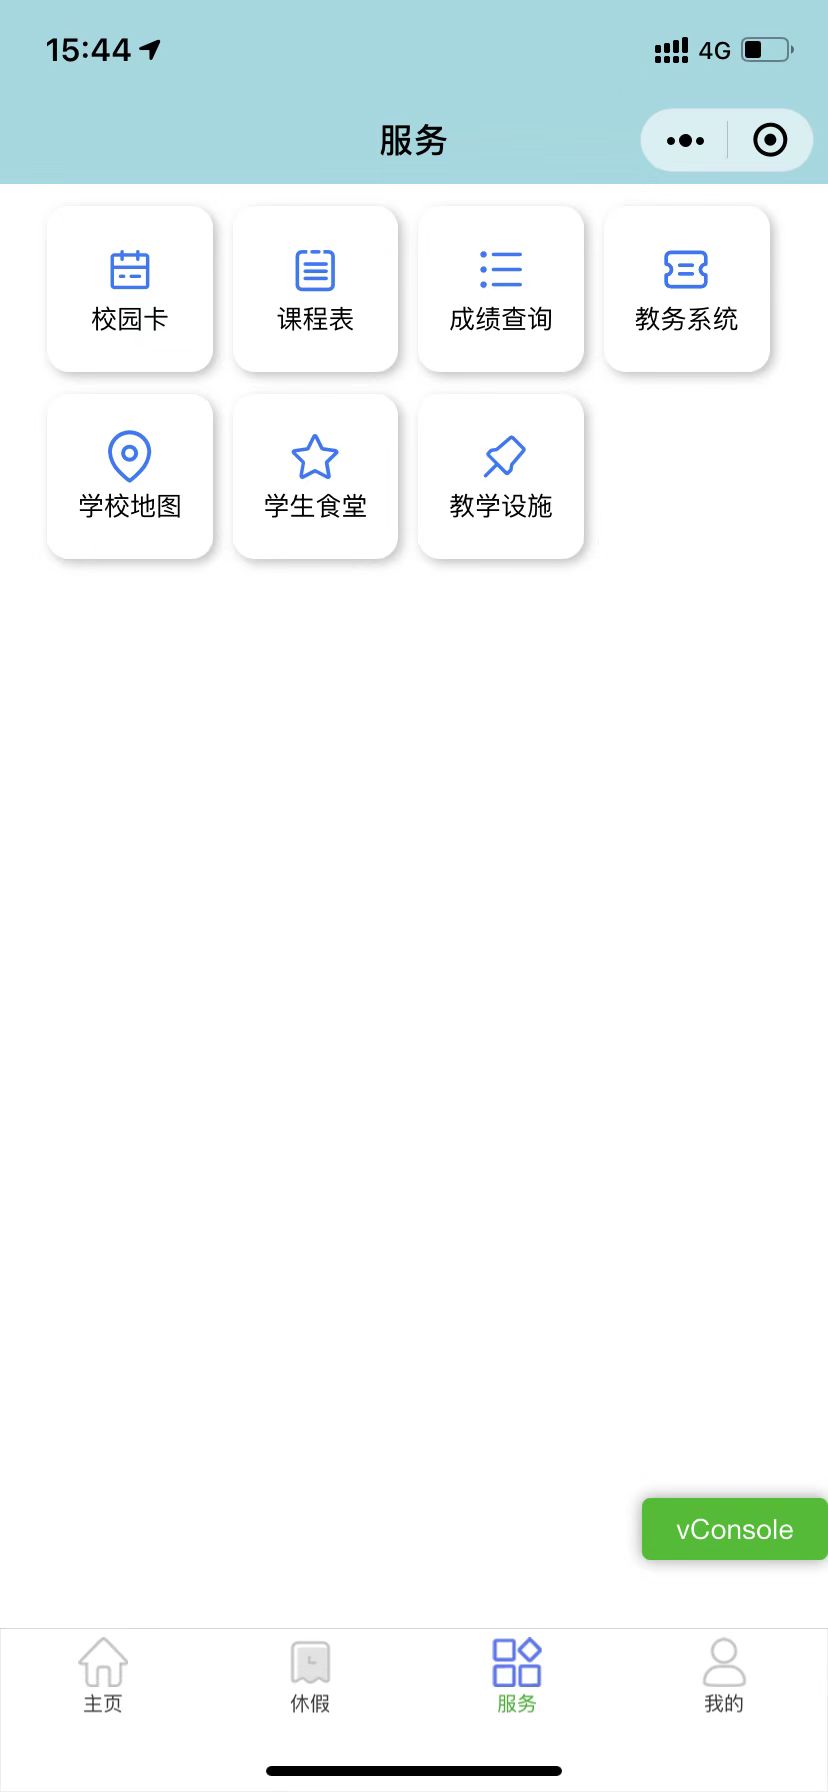 15:44 4G
服务
校园卡 课程表 成绩查询 教务系统
学校地图 学生食堂 教学设施
vConsole
主页 休假 服务 我的